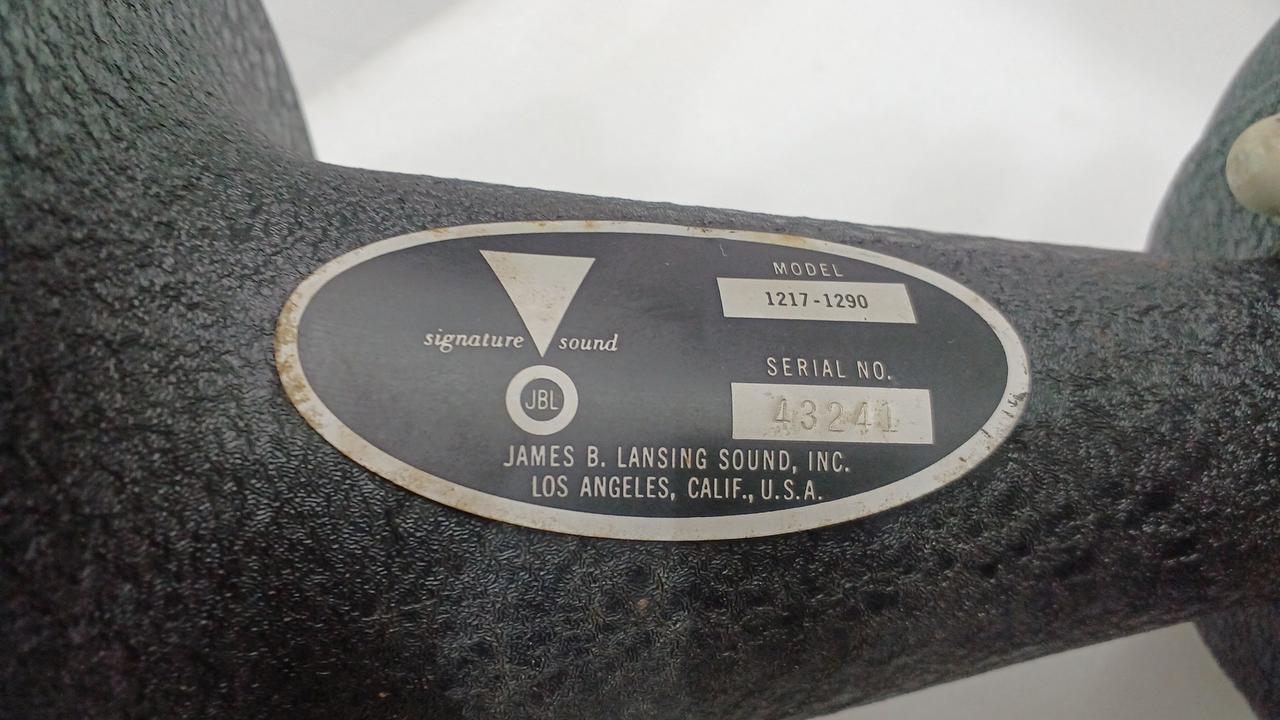 signature sound
JBL
JAMES B. LANSING SOUND, INC.
LOS ANGELES, CALIF., U.S.A.
MODEL
1217-1290
SERIAL NO.
43241